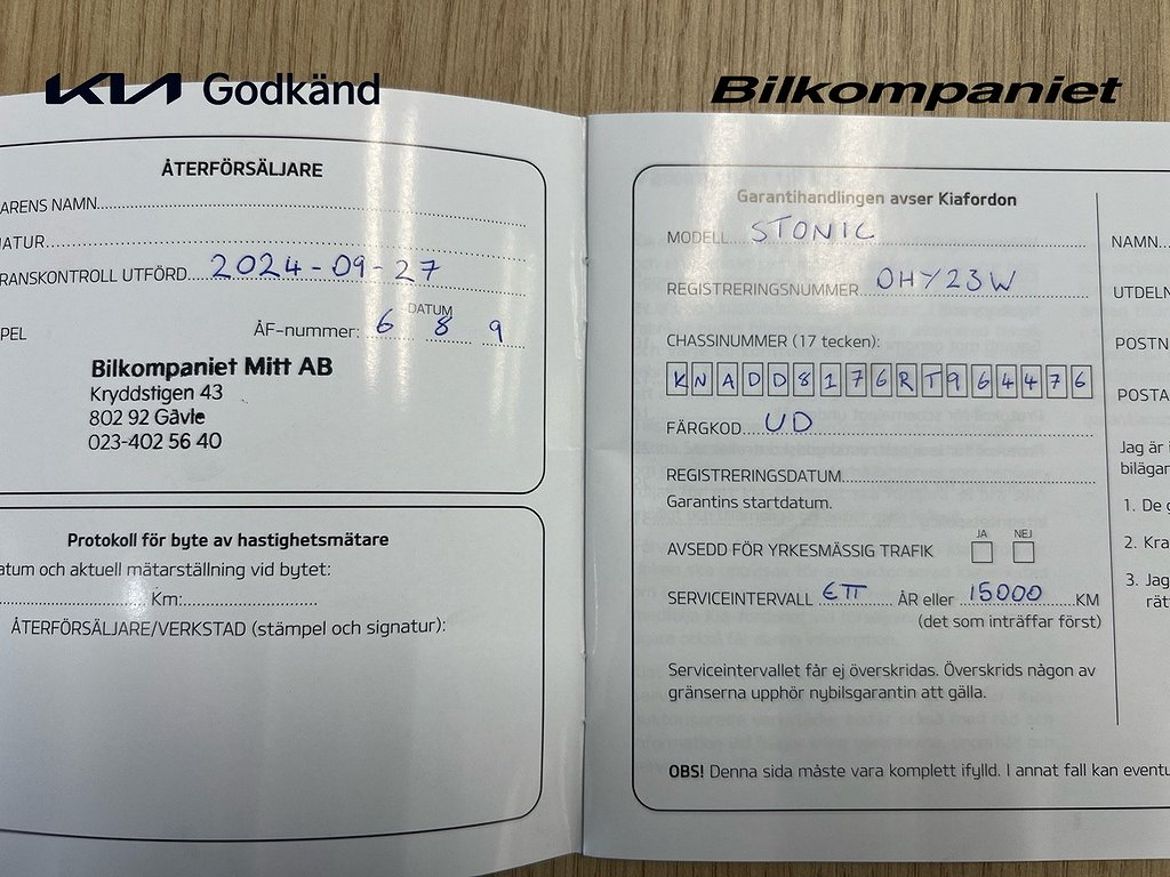 KIA Godkänd
Bilkompaniet
ÅTERFÖRSÄLJARE
ARENS NAMN
ATUR
RANSKONTROLL UTFÖRD 2024-09-27
DATUM
PEL
ÅF-nummer: 6 8 9
Bilkompaniet Mitt AB
Kryddstigen 43
802 92 Gävle
023-402 56 40
Protokoll för byte av hastighetsmätare
atum och aktuell mätarställning vid bytet:
Km:
ÅTERFÖRSÄLJARE/VERKSTAD (stämpel och signatur):
Garantihandlingen avser Kiafordon
MODELL STONIC
REGISTRERINGSNUMMER OHY23W
CHASSINUMMER (17 tecken):
KNADD8176RT964476
FÄRGKOD UD
REGISTRERINGSDATUM
Garantins startdatum.
JA NEJ
AVSEDD FÖR YRKESMÄSSIG TRAFIK
SERVICEINTERVALL ETT ÅR eller 15000 KM
(det som inträffar först)
Serviceintervallet får ej överskridas. Överskrids någon av
gränserna upphör nybilsgarantin att gälla.
OBS! Denna sida måste vara komplett ifylld. I annat fall kan eventu
NAMN
UTDELN
POSTN
POSTA
Jag är i
bilägar
1. De g
2. Kra
3. Jag
rätt